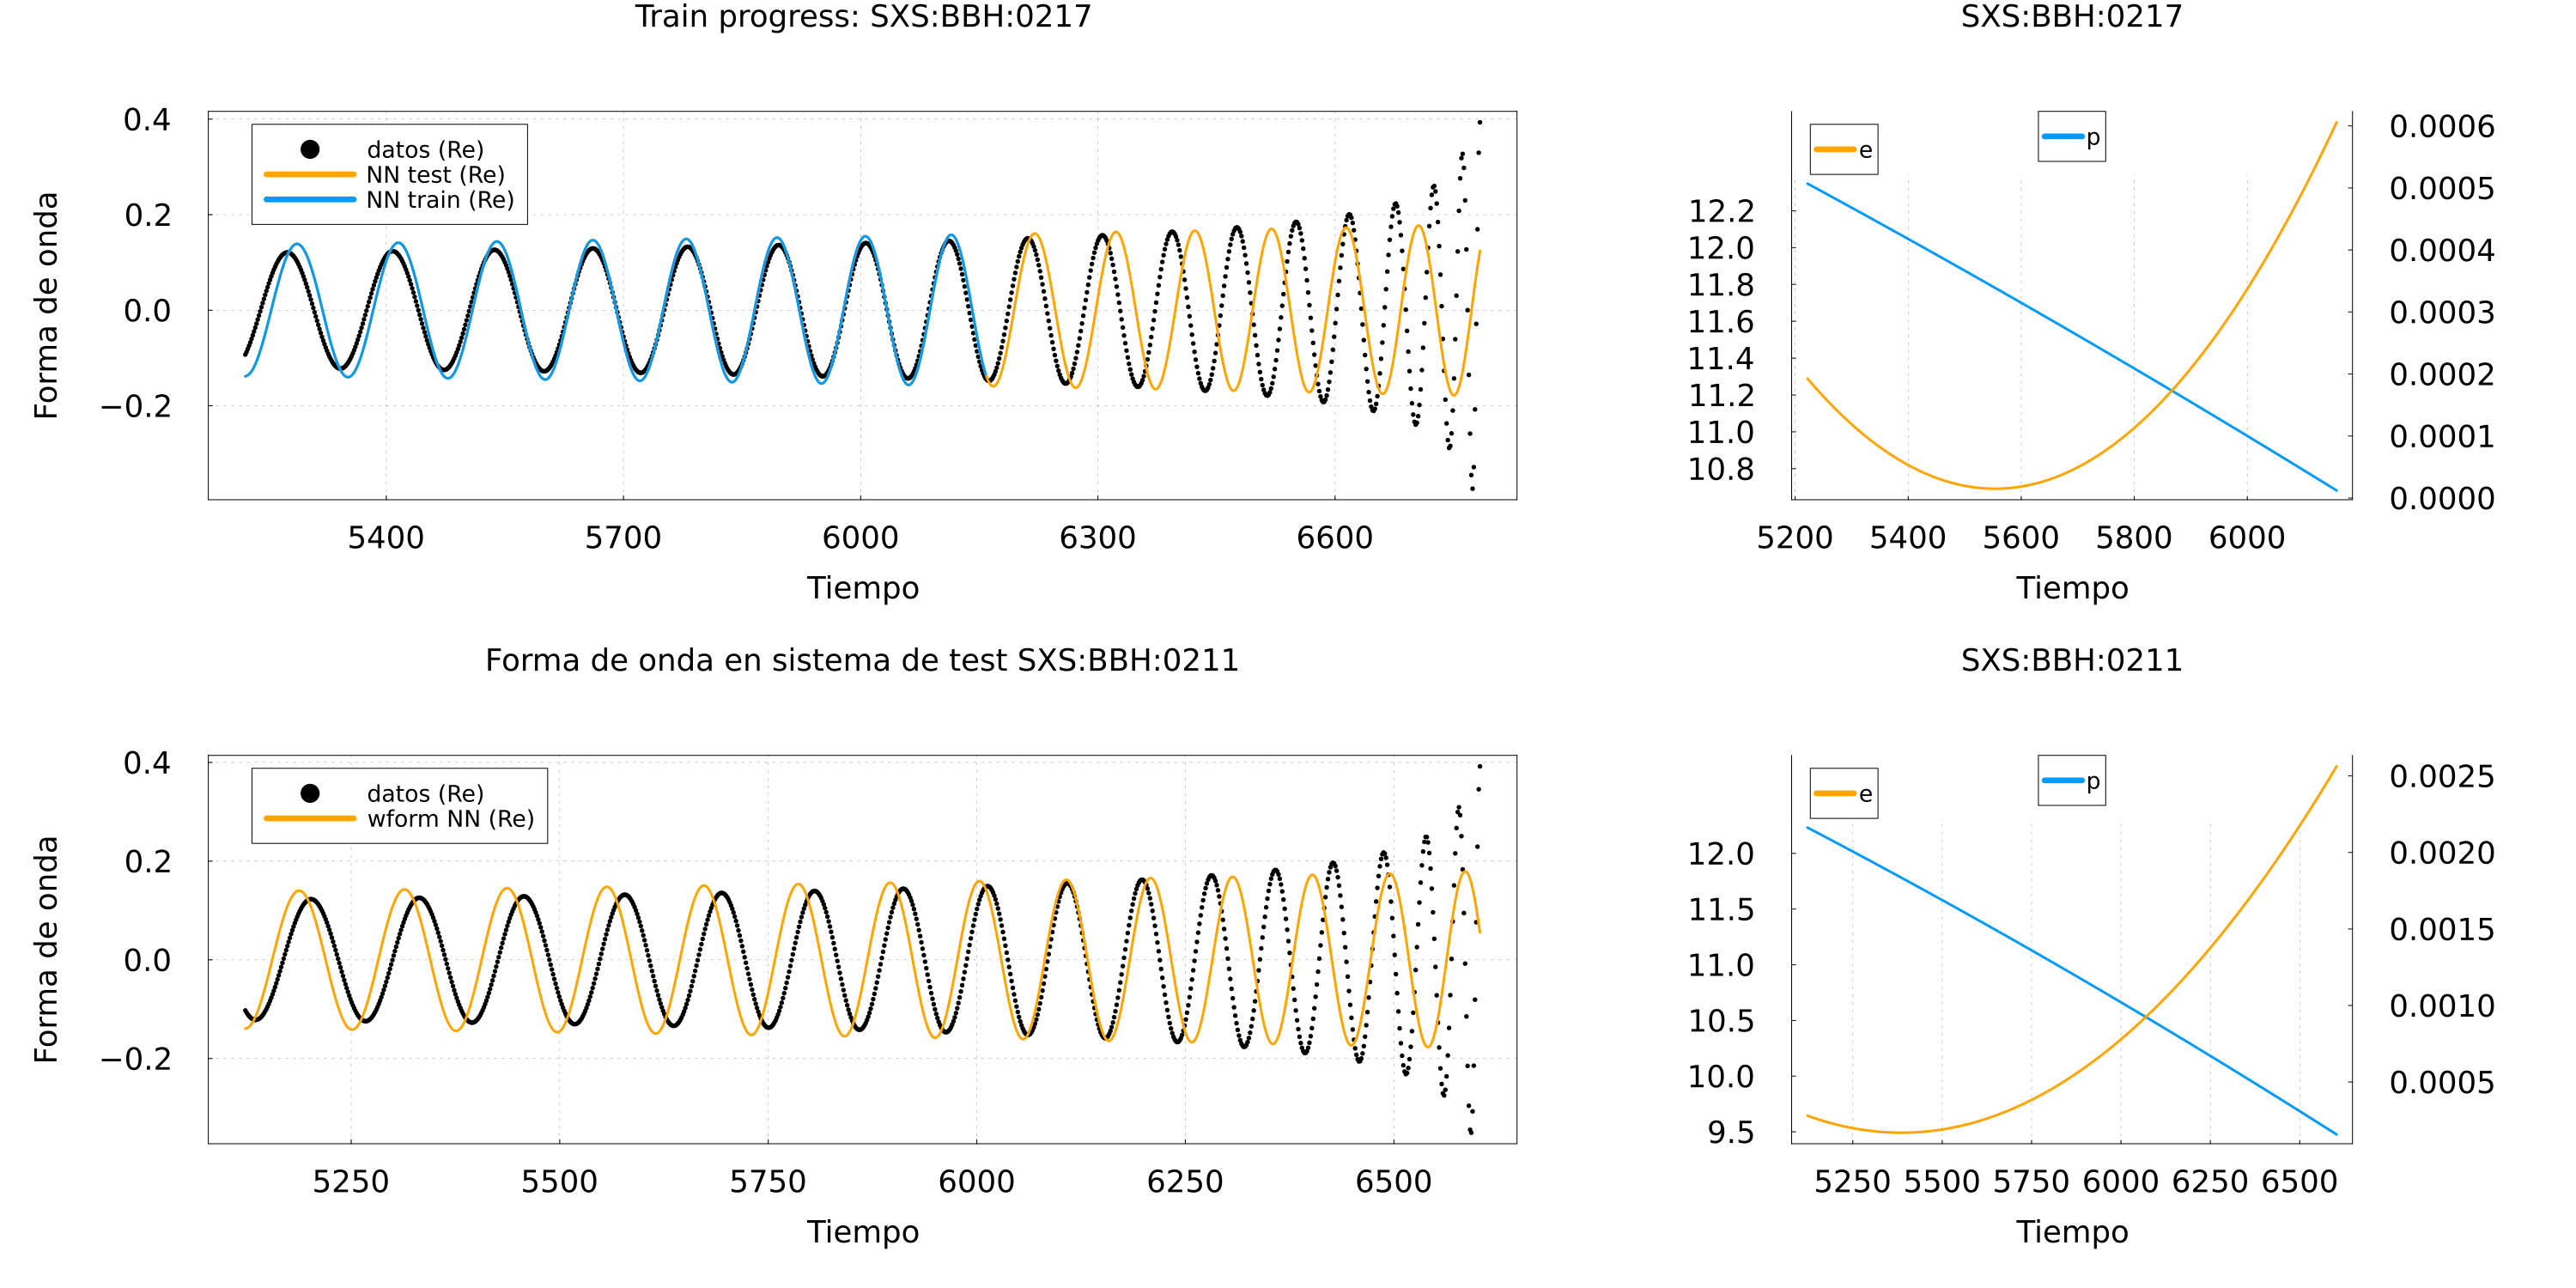 Train progress: SXS:BBH:0217
datos (Re)
NN test (Re)
NN train (Re)
0.4
0.2
0.0
−0.2
Forma de onda
5400 5700 6000 6300 6600
Tiempo
SXS:BBH:0217
e
p
12.2
12.0
11.8
11.6
11.4
11.2
11.0
10.8
0.0006
0.0005
0.0004
0.0003
0.0002
0.0001
0.0000
5200 5400 5600 5800 6000
Tiempo
Forma de onda en sistema de test SXS:BBH:0211
datos (Re)
wform NN (Re)
0.4
0.2
0.0
−0.2
Forma de onda
5250 5500 5750 6000 6250 6500
Tiempo
SXS:BBH:0211
e
p
12.0
11.5
11.0
10.5
10.0
9.5
0.0025
0.0020
0.0015
0.0010
0.0005
5250 5500 5750 6000 6250 6500
Tiempo